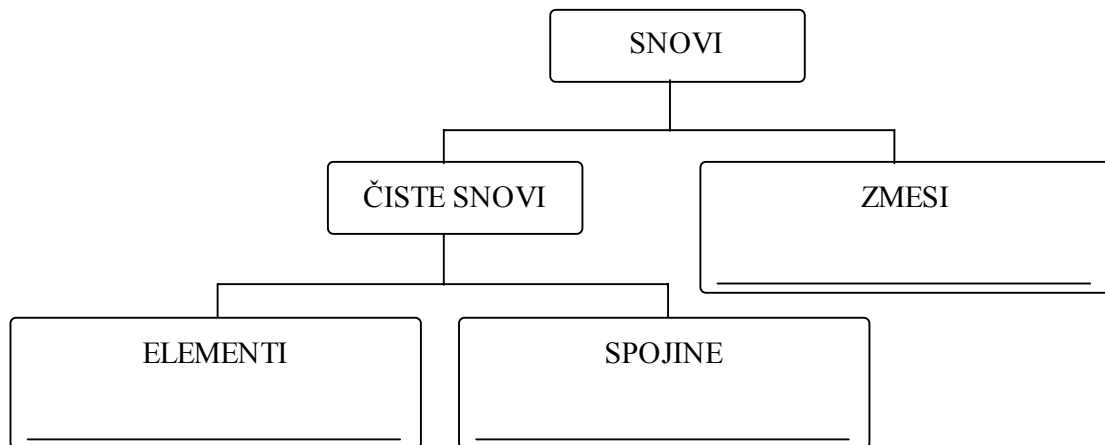 SNOVI
ČISTE SNOVI
ZMESI
ELEMENTI
SPOJINE